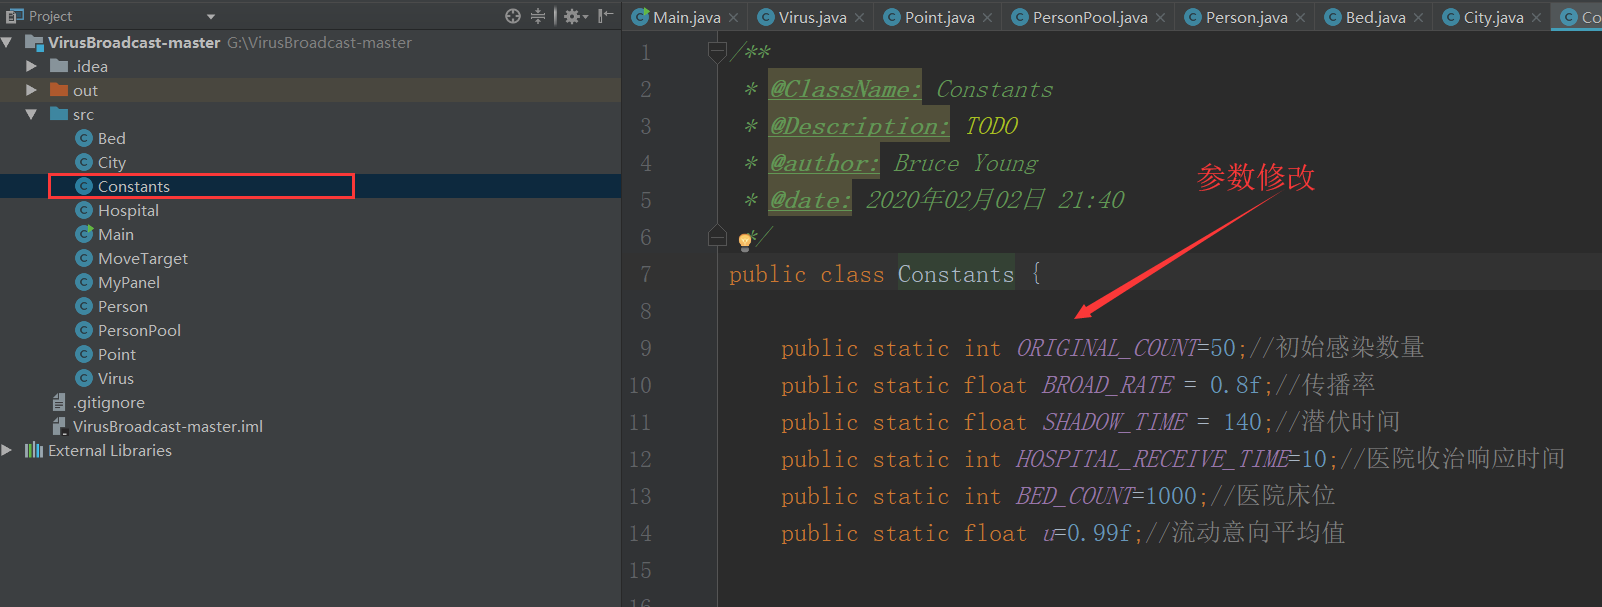 Project
VirusBroadcast-master G:\VirusBroadcast-master
.idea
out
src
Bed
City
Constants
Hospital
Main
MoveTarget
MyPanel
Person
PersonPool
Point
Virus
.gitignore
VirusBroadcast-master.iml
External Libraries
Main.java Virus.java Point.java PersonPool.java Person.java Bed.java City.java Co
1 /**
2 * @ClassName: Constants
3 * @Description: TODO
4 * @author: Bruce Young
5 * @date: 2020年02月02日 21:40
6 */
7 public class Constants {
8
9 public static int ORIGINAL_COUNT=50;//初始感染数量
10 public static float BROAD_RATE = 0.8f;//传播率
11 public static float SHADOW_TIME = 140;//潜伏时间
12 public static int HOSPITAL_RECEIVE_TIME=10;//医院收治响应时间
13 public static int BED_COUNT=1000;//医院床位
14 public static float u=0.99f;//流动意向平均值
15
16
参数修改